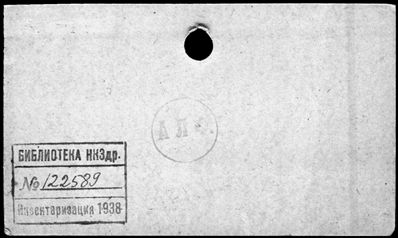 БИБЛИОТЕКА НКЗдр.
№ 122589
Инвентаризация 1938